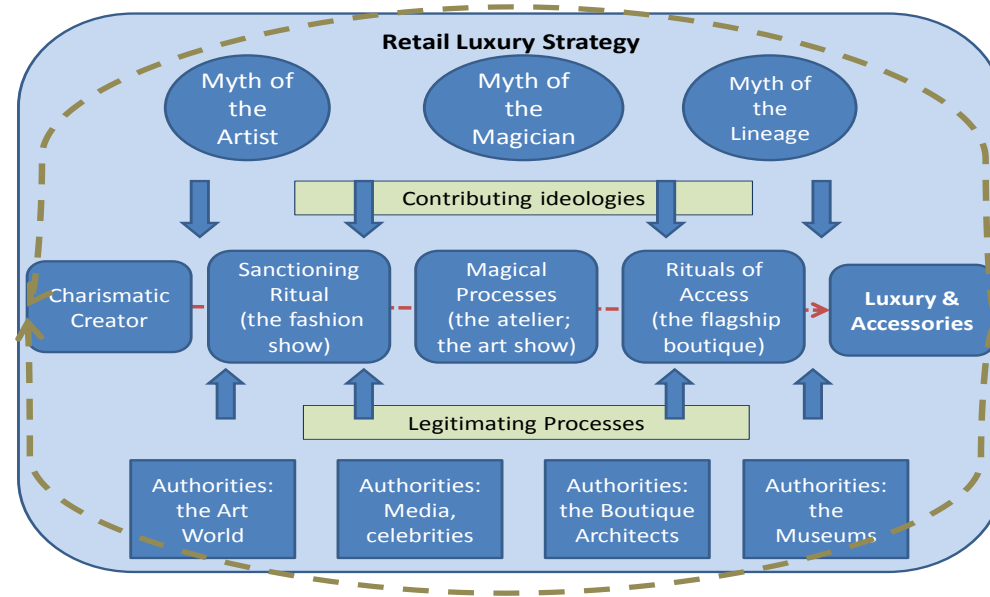 Retail Luxury Strategy
Myth of
the
Artist
Myth of
the
Magician
Myth of
the
Lineage
Contributing ideologies
Charismatic
Creator
Sanctioning
Ritual
(the fashion
show)
Magical
Processes
(the atelier;
the art show)
Rituals of
Access
(the flagship
boutique)
Luxury &
Accessories
Legitimating Processes
Authorities:
the Art
World
Authorities:
Media,
celebrities
Authorities:
the Boutique
Architects
Authorities:
the
Museums